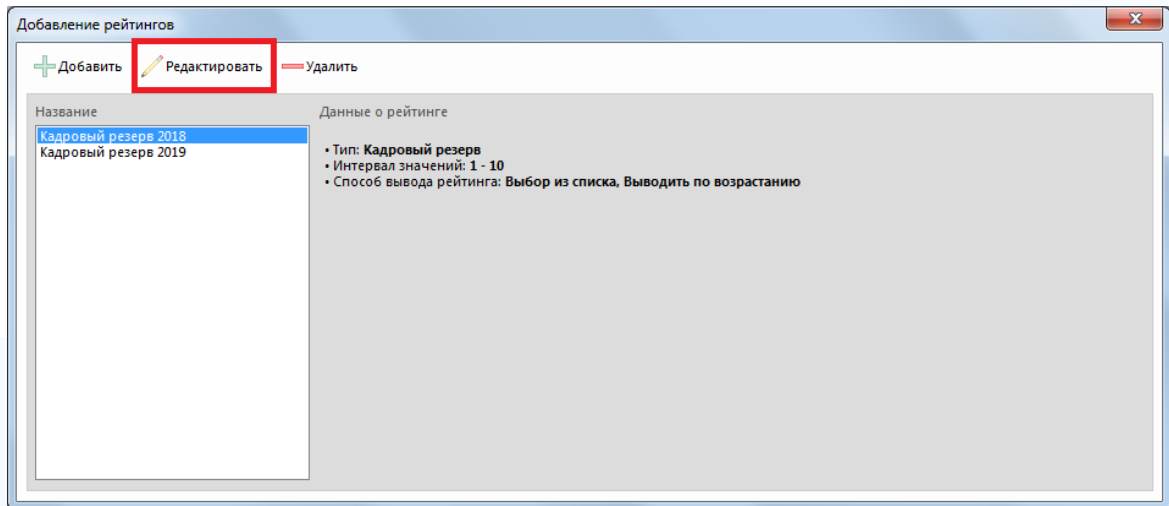 Добавление рейтингов
x
Добавить Редактировать Удалить
Название
Данные о рейтинге
Кадровый резерв 2018
Кадровый резерв 2019
• Тип: Кадровый резерв
• Интервал значений: 1 - 10
• Способ вывода рейтинга: Выбор из списка, Выводить по возрастанию